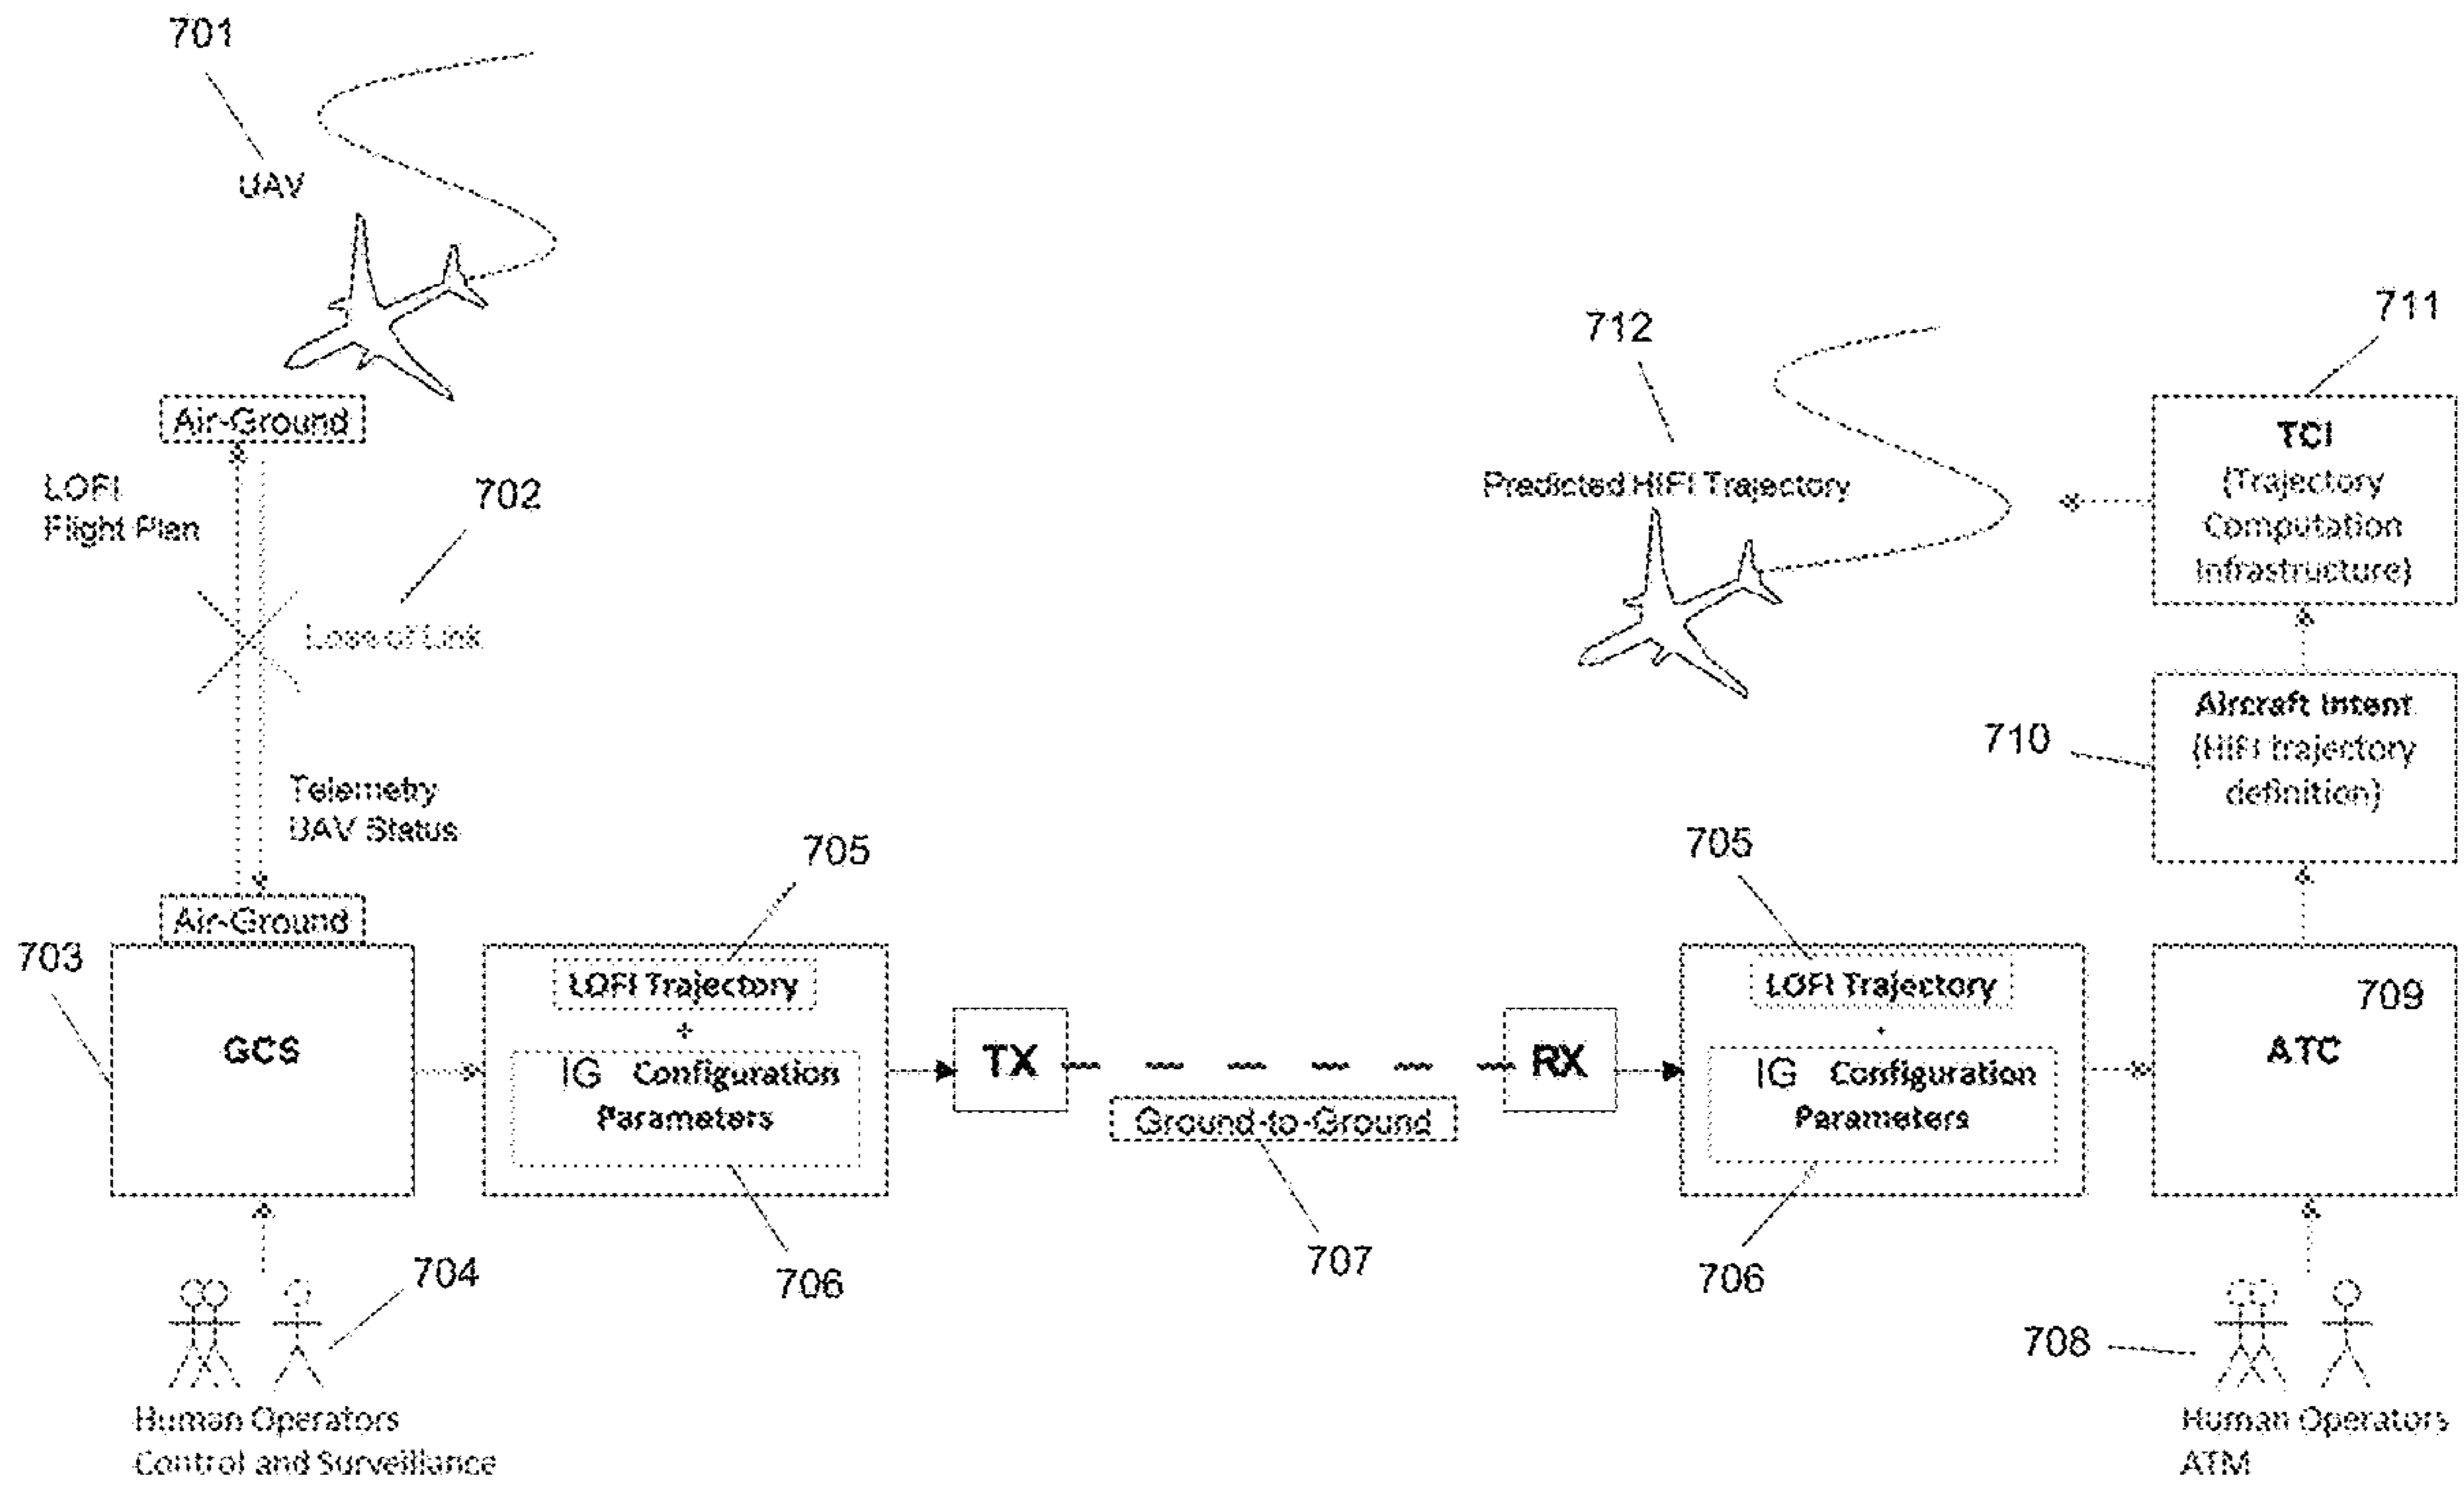 701
UAV
Air-Ground
LOFI
Flight Plan
702
Loss of Link
Telemetry
UAV Status
Air-Ground
703
GCS
704
Human Operators
Control and Surveillance
705
LOFI Trajectory
+
IG Configuration
Parameters
706
TX
Ground-to-Ground
707
RX
705
LOFI Trajectory
+
IG Configuration
Parameters
706
709
ATC
708
Human Operators
ATM
710
Aircraft Intent
(HIFI trajectory
definition)
711
TCI
(Trajectory
Computation
Infrastructure)
712
Predicted HIFI Trajectory